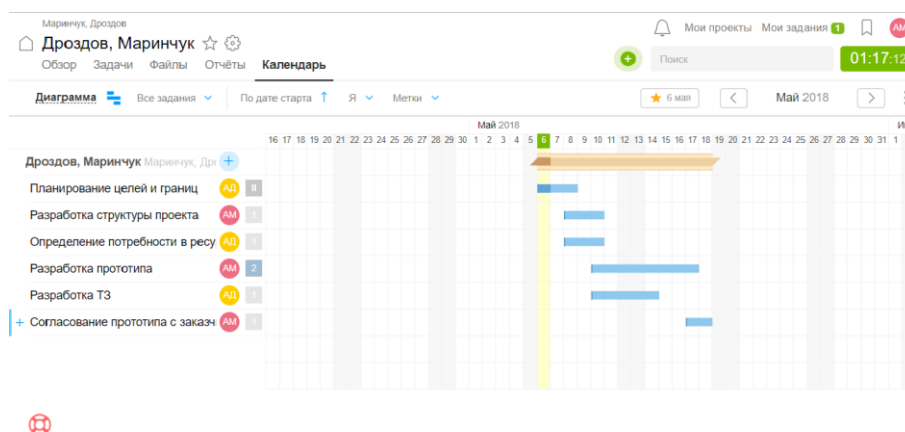 Маринчук, Дроздов
Дроздов, Маринчук
Мои проекты Мои задания 1
АМ
Обзор Задачи Файлы Отчёты Календарь
Поиск
01:17:12
Диаграмма Все задания По дате старта Я Метки
6 мая
Май 2018
Май 2018
16 17 18 19 20 21 22 23 24 25 26 27 28 29 30 1 2 3 4 5 6 7 8 9 10 11 12 13 14 15 16 17 18 19 20 21 22 23 24 25 26 27 28 29 30 31 1
Дроздов, Маринчук Маринчук, Дро
Планирование целей и границ АД
Разработка структуры проекта АМ 1
Определение потребности в ресу АД 1
Разработка прототипа АМ 2
Разработка ТЗ АД 1
Согласование прототипа с заказч АМ 1